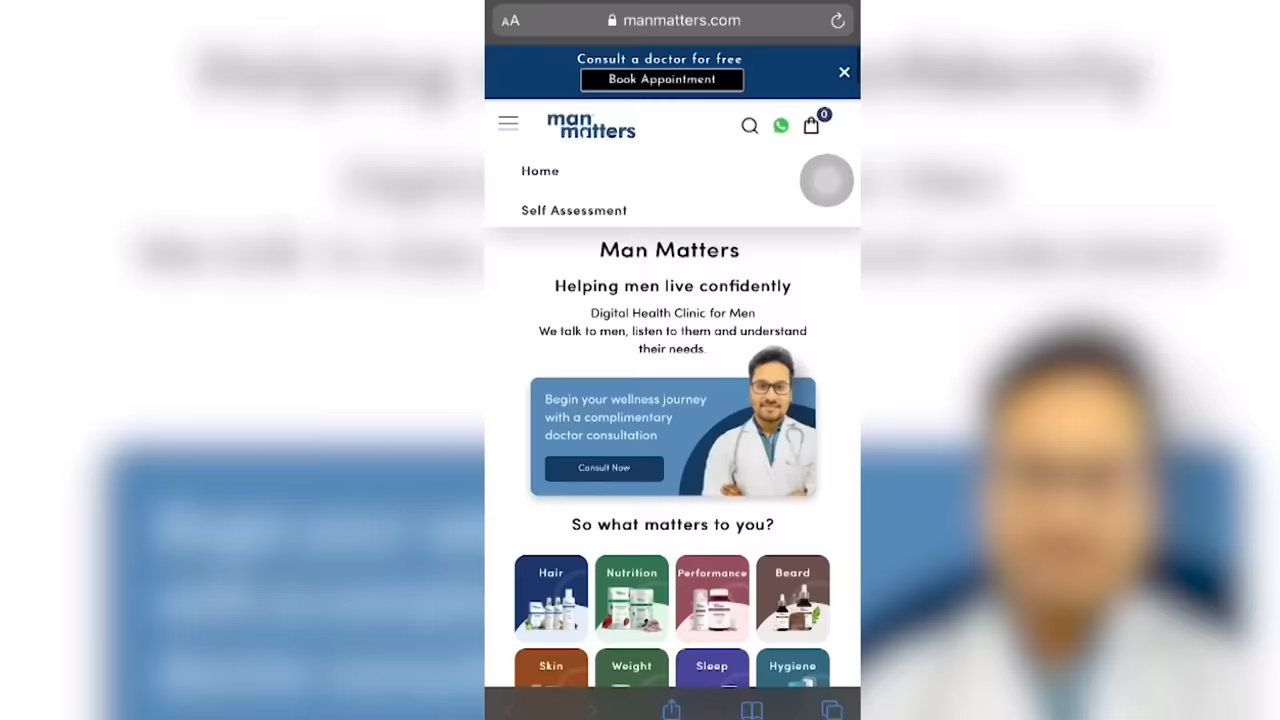 AA manmatters.com
Consult a doctor for free
Book Appointment
man matters
0
Home
Self Assessment
Man Matters
Helping men live confidently
Digital Health Clinic for Men
We talk to men, listen to them and understand
their needs.
Begin your wellness journey
with a complimentary
doctor consultation
Consult Now
So what matters to you?
Hair Nutrition Performance Beard
Skin Weight Sleep Hygiene